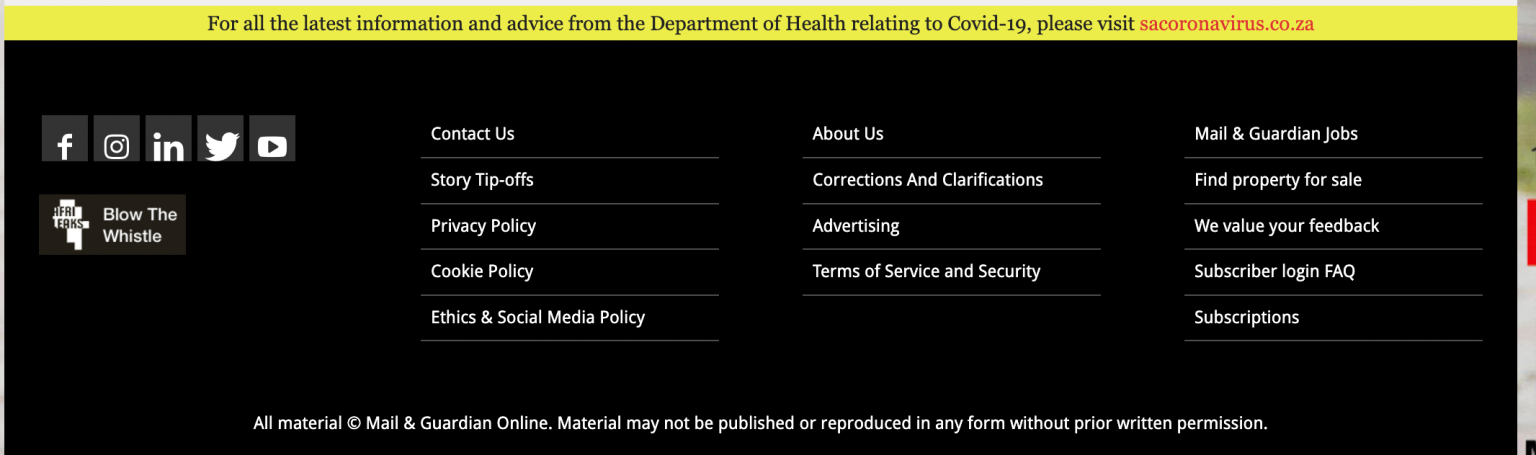 For all the latest information and advice from the Department of Health relating to Covid-19, please visit sacoronavirus.co.za
AFRI
LEAKS
Blow The
Whistle
Contact Us
Story Tip-offs
Privacy Policy
Cookie Policy
Ethics & Social Media Policy
About Us
Corrections And Clarifications
Advertising
Terms of Service and Security
Mail & Guardian Jobs
Find property for sale
We value your feedback
Subscriber login FAQ
Subscriptions
All material © Mail & Guardian Online. Material may not be published or reproduced in any form without prior written permission.